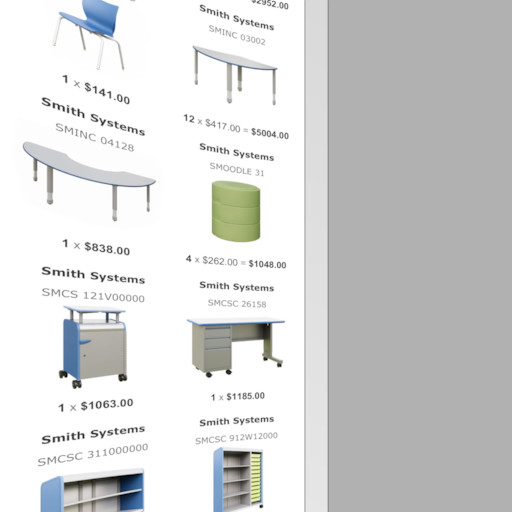 1 x $141.00
Smith Systems
SMINC 04128
1 x $838.00
Smith Systems
SMCS 121V00000
1 x $1063.00
Smith Systems
SMCSC 311000000
$2952.00
Smith Systems
SMINC 03002
12 x $417.00 = $5004.00
Smith Systems
SMOODLE 31
4 x $262.00 = $1048.00
Smith Systems
SMCSC 26158
1 x $1185.00
Smith Systems
SMCSC 912W12000